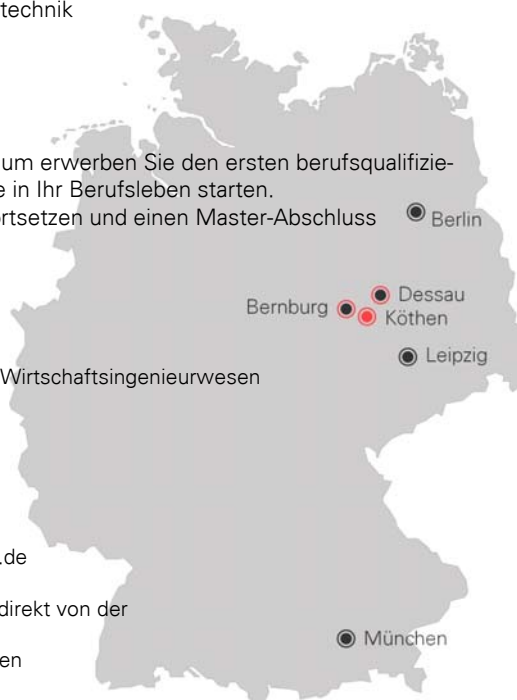 technik
um erwerben Sie den ersten berufsqualifizie-
e in Ihr Berufsleben starten.
ortsetzen und einen Master-Abschluss
Berlin
Dessau
Bernburg
Köthen
Leipzig
Wirtschaftsingenieurwesen
.de
direkt von der
München
en